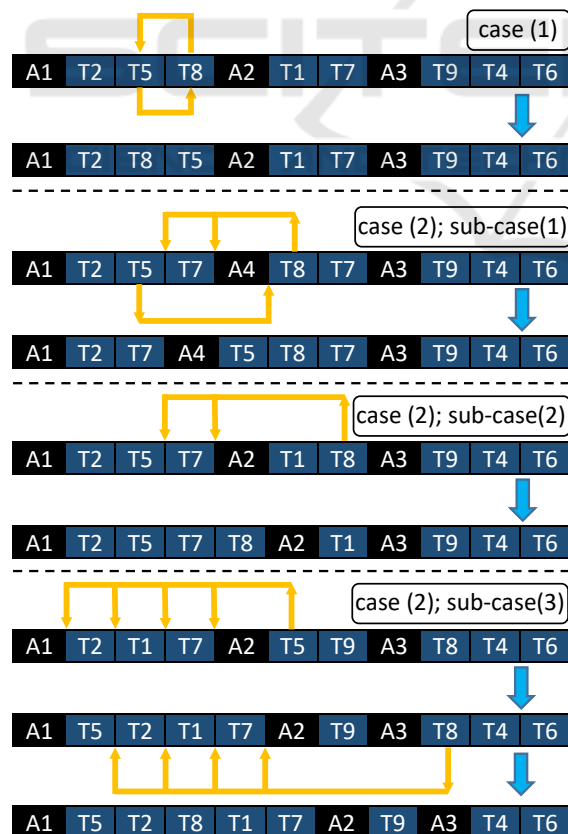 case (1)
A1 T2 T5 T8 A2 T1 T7 A3 T9 T4 T6
A1 T2 T8 T5 A2 T1 T7 A3 T9 T4 T6
case (2); sub-case(1)
A1 T2 T5 T7 A4 T8 T7 A3 T9 T4 T6
A1 T2 T7 A4 T5 T8 T7 A3 T9 T4 T6
case (2); sub-case(2)
A1 T2 T5 T7 A2 T1 T8 A3 T9 T4 T6
A1 T2 T5 T7 T8 A2 T1 A3 T9 T4 T6
case (2); sub-case(3)
A1 T2 T1 T7 A2 T5 T9 A3 T8 T4 T6
A1 T5 T2 T1 T7 A2 T9 A3 T8 T4 T6
A1 T5 T2 T8 T1 T7 A2 T9 A3 T4 T6